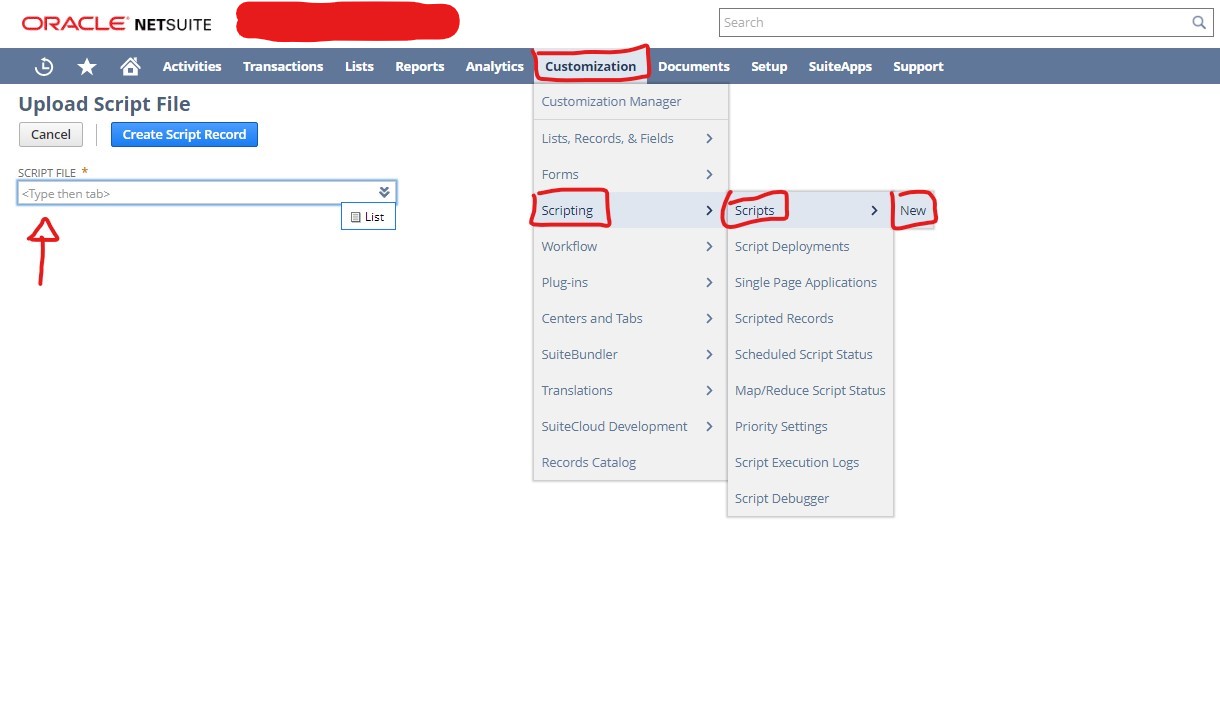 ORACLE NETSUITE
Search
Activities Transactions Lists Reports Analytics Customization Documents Setup SuiteApps Support
Upload Script File
Cancel Create Script Record
SCRIPT FILE *
<Type then tab>
List
Customization Manager
Lists, Records, & Fields
Forms
Scripting
Workflow
Plug-ins
Centers and Tabs
SuiteBundler
Translations
SuiteCloud Development
Records Catalog
Scripts
Script Deployments
Single Page Applications
Scripted Records
Scheduled Script Status
Map/Reduce Script Status
Priority Settings
Script Execution Logs
Script Debugger
New